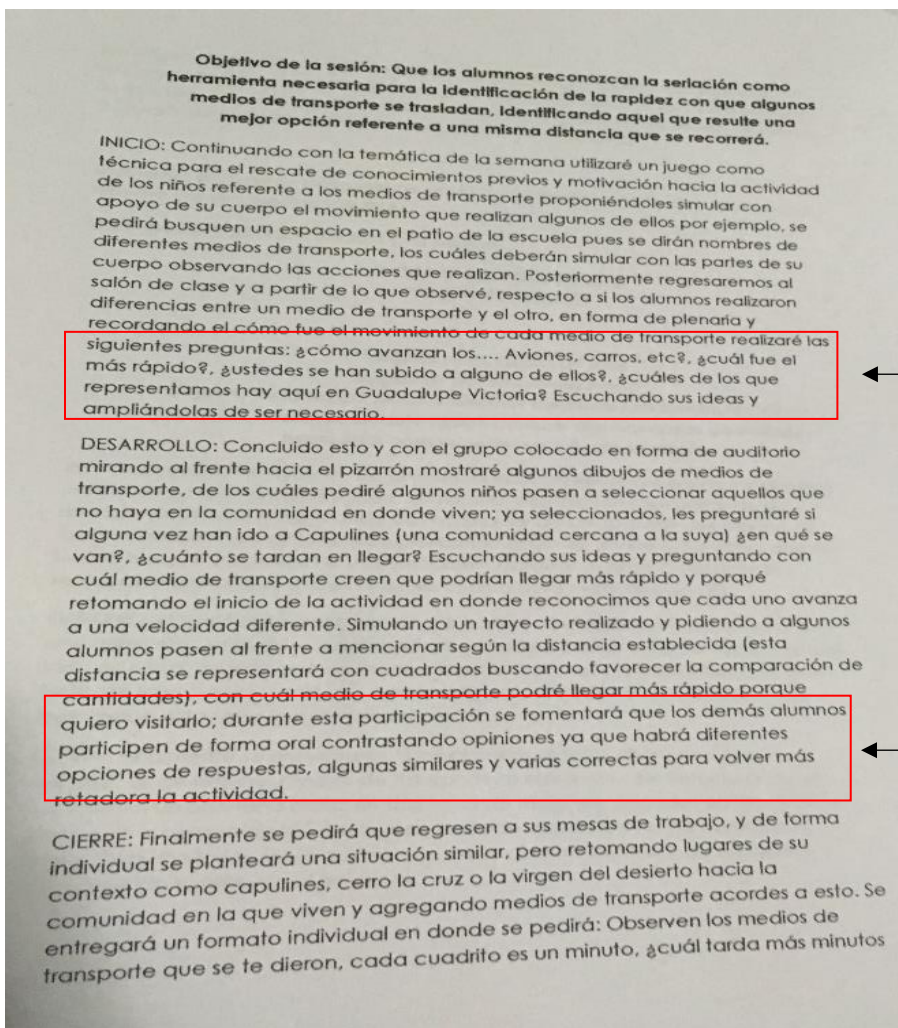 Objetivo de la sesión: Que los alumnos reconozcan la seriación como
herramienta necesaria para la identificación de la rapidez con que algunos
medios de transporte se trasladan, identificando aquel que resulte una
mejor opción referente a una misma distancia que se recorrerá.
INICIO: Continuando con la temática de la semana utilizaré un juego como
técnica para el rescate de conocimientos previos y motivación hacia la actividad
de los niños referente a los medios de transporte proponiéndoles simular con
apoyo de su cuerpo el movimiento que realizan algunos de ellos por ejemplo, se
pedirá busquen un espacio en el patio de la escuela pues se dirán nombres de
diferentes medios de transporte, los cuáles deberán simular con las partes de su
cuerpo observando las acciones que realizan. Posteriormente regresaremos al
salón de clase y a partir de lo que observé, respecto a si los alumnos realizaron
diferencias entre un medio de transporte y el otro, en forma de plenaria y
recordando el cómo fue el movimiento de cada medio de transporte realizaré las
siguientes preguntas: ¿cómo avanzan los.... Aviones, carros, etc?, ¿cuál fue el
más rápido?, ¿ustedes se han subido a alguno de ellos?, ¿cuáles de los que
representamos hay aquí en Guadalupe Victoria? Escuchando sus ideas y
ampliándolas de ser necesario.
DESARROLLO: Concluido esto y con el grupo colocado en forma de auditorio
mirando al frente hacia el pizarrón mostraré algunos dibujos de medios de
transporte, de los cuáles pediré algunos niños pasen a seleccionar aquellos que
no haya en la comunidad en donde viven; ya seleccionados, les preguntaré si
alguna vez han ido a Capulines (una comunidad cercana a la suya) ¿en qué se
van?, ¿cuánto se tardan en llegar? Escuchando sus ideas y preguntando con
cuál medio de transporte creen que podrían llegar más rápido y porqué
retomando el inicio de la actividad en donde reconocimos que cada uno avanza
a una velocidad diferente. Simulando un trayecto realizado y pidiendo a algunos
alumnos pasen al frente a mencionar según la distancia establecida (esta
distancia se representará con cuadrados buscando favorecer la comparación de
cantidades), con cuál medio de transporte podré llegar más rápido porque
quiero visitarlo; durante esta participación se fomentará que los demás alumnos
participen de forma oral contrastando opiniones ya que habrá diferentes
opciones de respuestas, algunas similares y varias correctas para volver más
retadora la actividad.
CIERRE: Finalmente se pedirá que regresen a sus mesas de trabajo, y de forma
individual se planteará una situación similar, pero retomando lugares de su
contexto como capulines, cerro la cruz o la virgen del desierto hacia la
comunidad en la que viven y agregando medios de transporte acordes a esto. Se
entregará un formato individual en donde se pedirá: Observen los medios de
transporte que se te dieron, cada cuadrito es un minuto, ¿cuál tarda más minutos